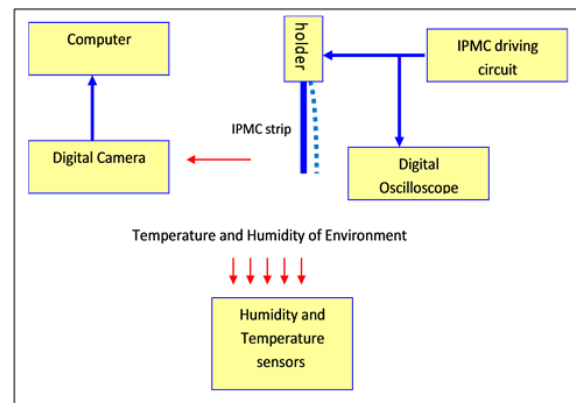 Computer
holder
IPMC driving
circuit
IPMC strip
Digital Camera
Digital
Oscilloscope
Temperature and Humidity of Environment
Humidity and
Temperature
sensors